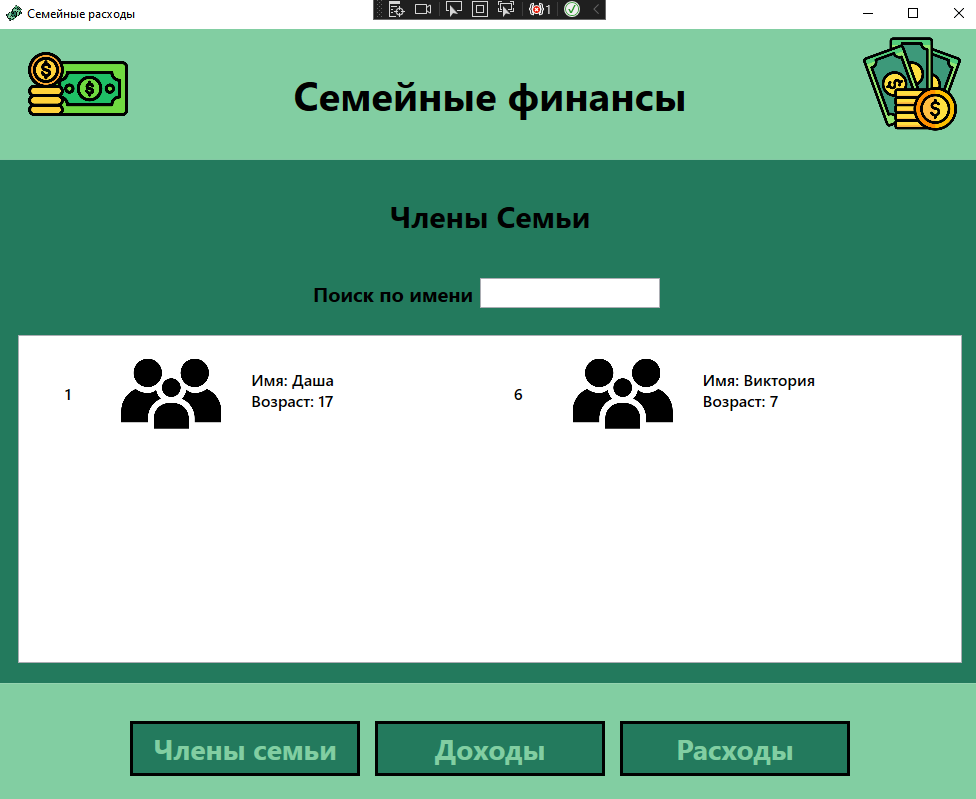 Семейные расходы
1
Семейные финансы
Члены Семьи
Поиск по имени
1
Имя: Даша
Возраст: 17
6
Имя: Виктория
Возраст: 7
Члены семьи
Доходы
Расходы